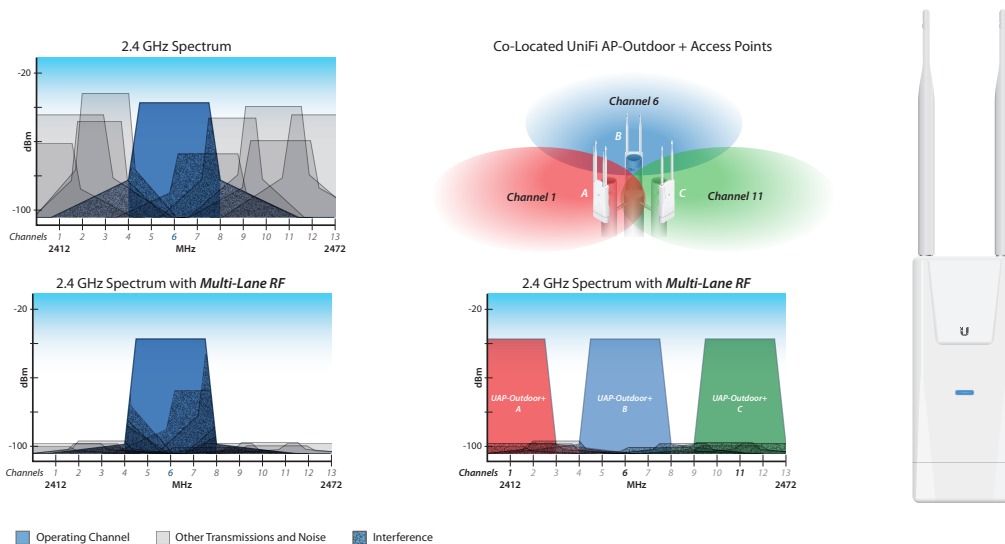 2.4 GHz Spectrum
-20
dBm
-100
Channels 1 2 3 4 5 6 7 8 9 10 11 12 13
2412 MHz 2472
Co-Located UniFi AP-Outdoor + Access Points
Channel 6
B
Channel 1 A C Channel 11
2.4 GHz Spectrum with Multi-Lane RF
-20
dBm
-100
Channels 1 2 3 4 5 6 7 8 9 10 11 12 13
2412 MHz 2472
2.4 GHz Spectrum with Multi-Lane RF
-20
dBm
UAP-Outdoor+ UAP-Outdoor+ UAP-Outdoor+
A B C
-100
Channels 1 2 3 4 5 6 7 8 9 10 11 12 13
2412 MHz 2472
U
Operating Channel Other Transmissions and Noise Interference